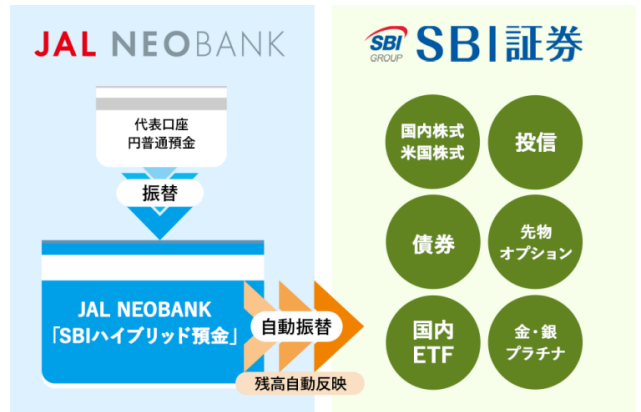 JAL NEOBANK
代表口座
円普通預金
振替
JAL NEOBANK
「SBIハイブリッド預金」
自動振替
残高自動反映
SBI
GROUP
SBI証券
国内株式
米国株式
投信
債券
先物
オプション
国内
ETF
金・銀
プラチナ